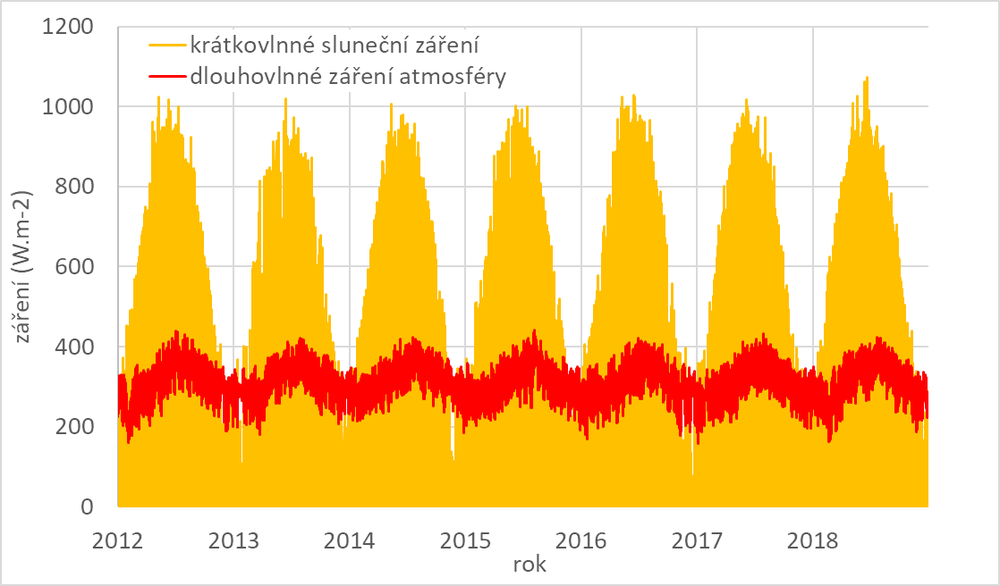 1200
1000
800
600
400
200
0
záření (W.m-2)
krátkovlnné sluneční záření
dlouhovlnné záření atmosféry
2012 2013 2014 2015 2016 2017 2018
rok